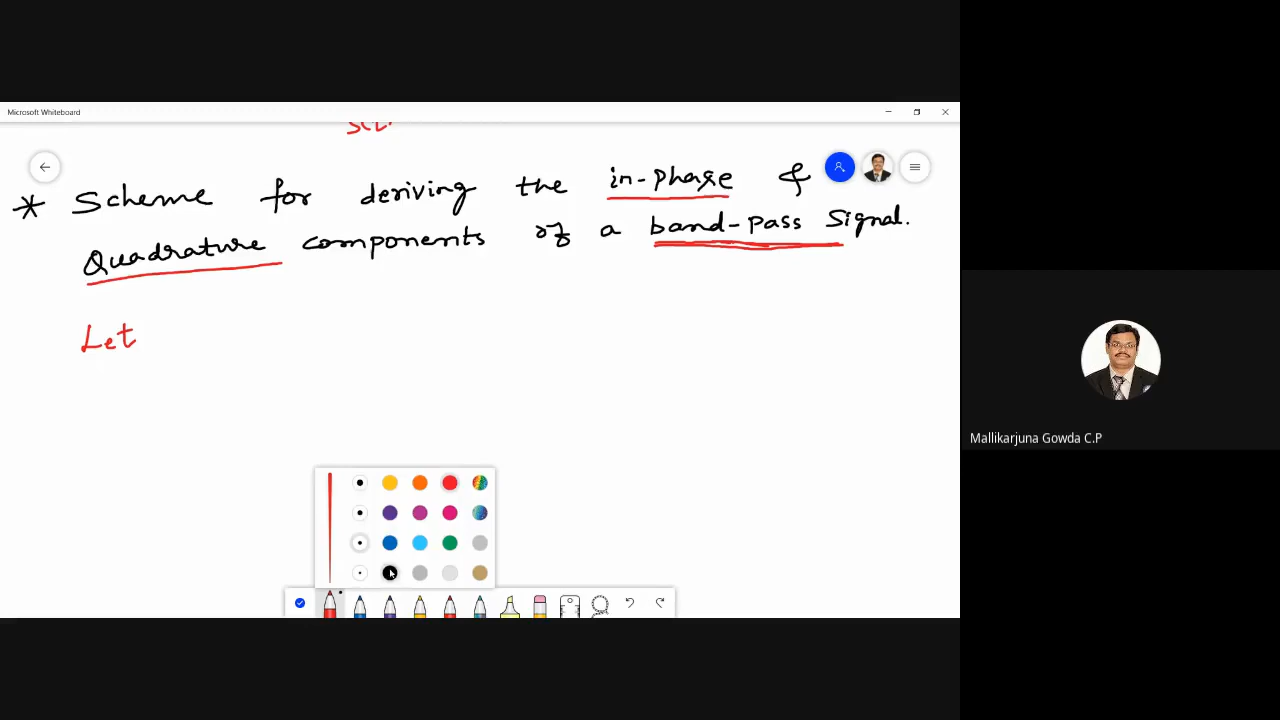 Microsoft Whiteboard
* Scheme for deriving the in-phase &
Quadrature components of a band-pass Signal.
Let
Mallikarjuna Gowda C.P